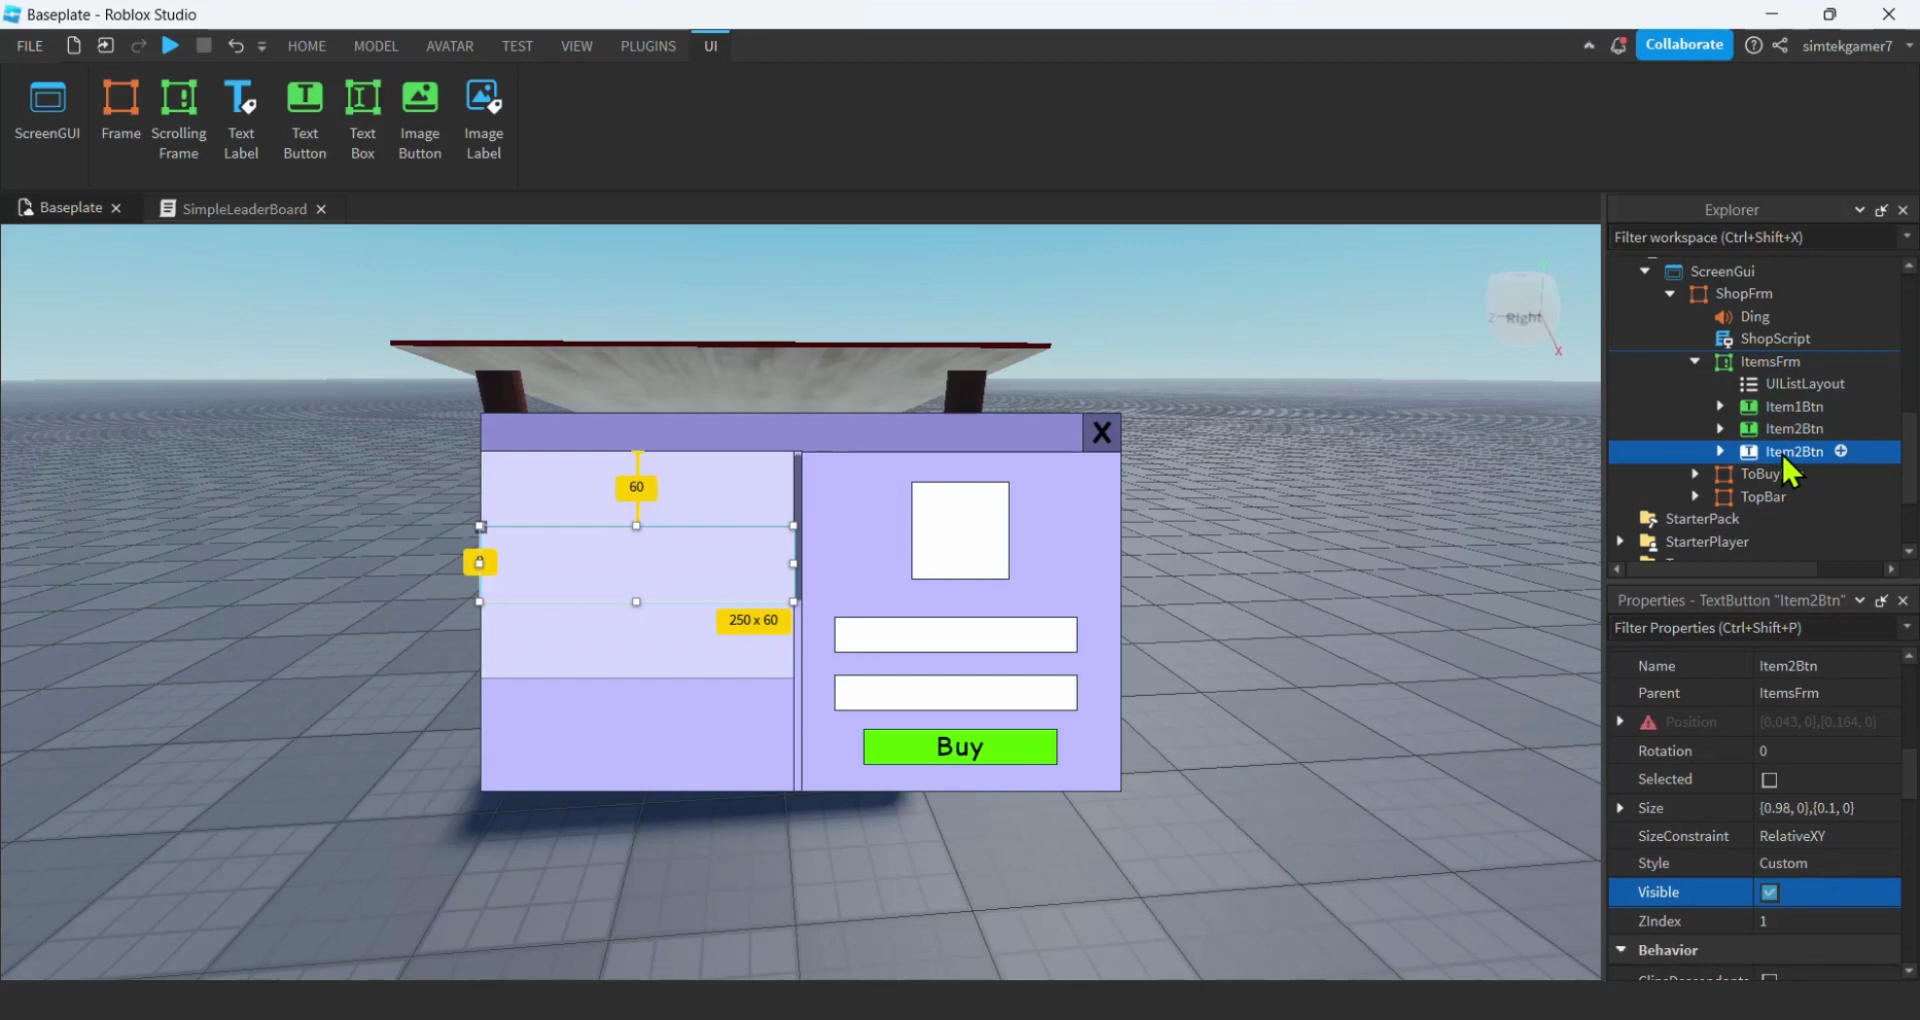 Baseplate - Roblox Studio
FILE HOME MODEL AVATAR TEST VIEW PLUGINS UI Collaborate simtekgamer7
ScreenGUI
Frame
Scrolling
Frame
Text
Label
Text
Button
Text
Box
Image
Button
Image
Label
Baseplate SimpleLeaderBoard
Right
Z
X
X
60
0
250 x 60
Buy
Explorer
Filter workspace (Ctrl+Shift+X)
ScreenGui
ShopFrm
Ding
ShopScript
ItemsFrm
UIListLayout
Item1Btn
Item2Btn
Item2Btn
ToBuy
TopBar
StarterPack
StarterPlayer
Properties - TextButton "Item2Btn"
Filter Properties (Ctrl+Shift+P)
Name Item2Btn
Parent ItemsFrm
Position {0.043, 0},{0.164, 0}
Rotation 0
Selected
Size {0.98, 0},{0.1, 0}
SizeConstraint RelativeXY
Style Custom
Visible
ZIndex 1
Behavior